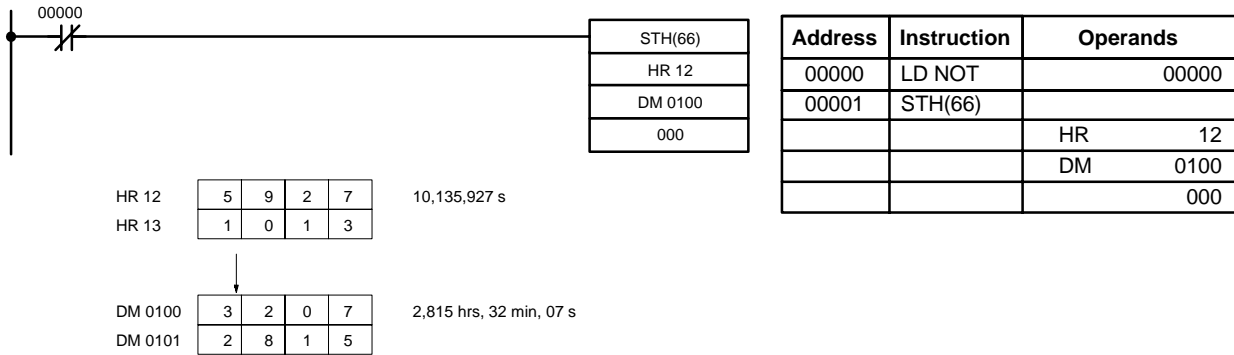 00000
STH(66)
HR 12
DM 0100
000
Address Instruction Operands
00000 LD NOT 00000
00001 STH(66)
HR 12
DM 0100
000
HR 12 5 9 2 7 10,135,927 s
HR 13 1 0 1 3
DM 0100 3 2 0 7 2,815 hrs, 32 min, 07 s
DM 0101 2 8 1 5